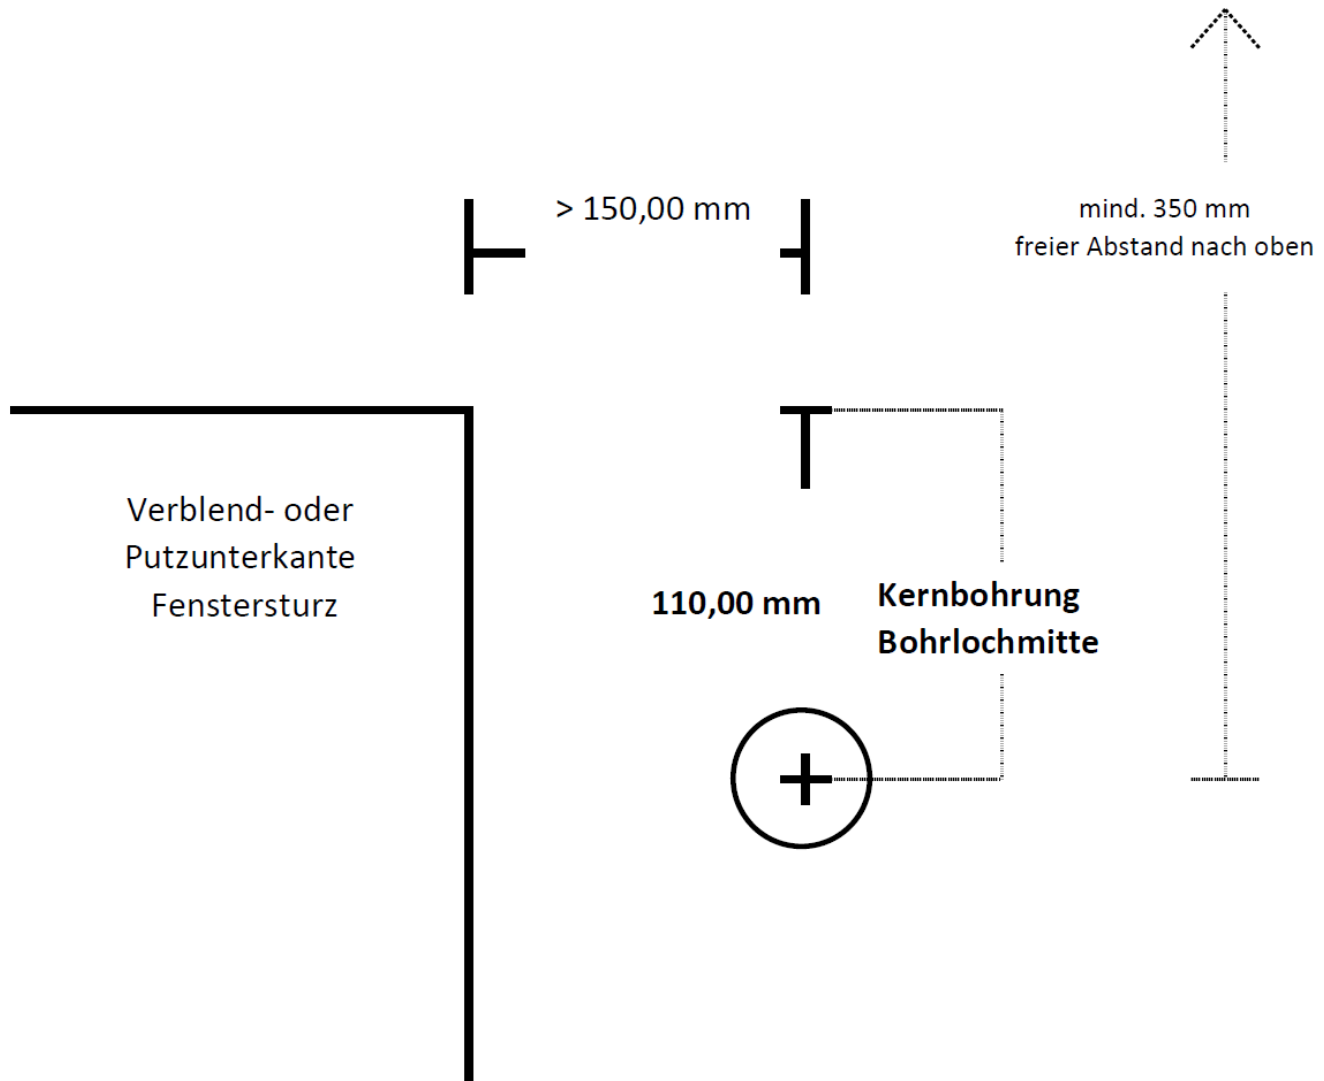 > 150,00 mm
mind. 350 mm
freier Abstand nach oben
Verblend- oder
Putzunterkante
Fenstersturz
110,00 mm
Kernbohrung
Bohrlochmitte